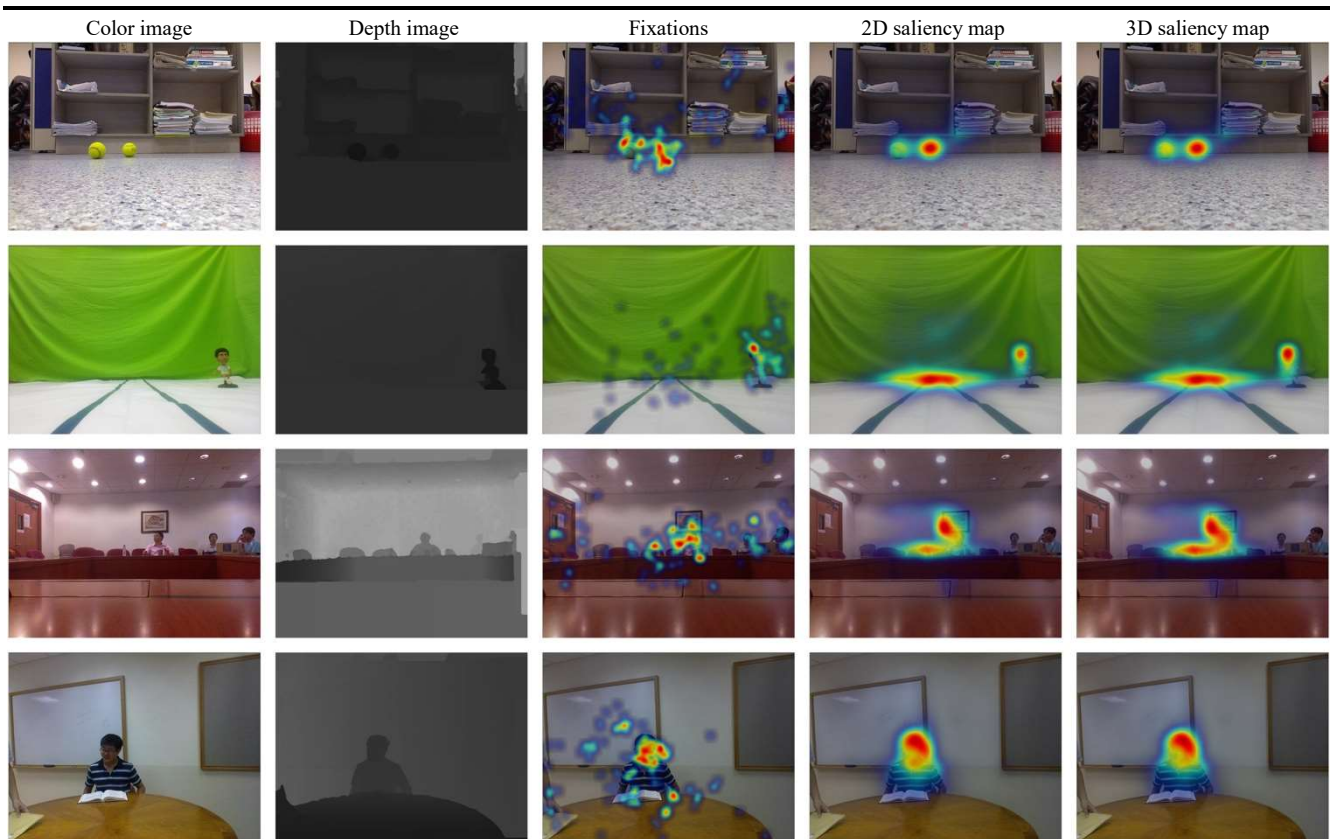 Color image
Depth image
Fixations
2D saliency map
3D saliency map